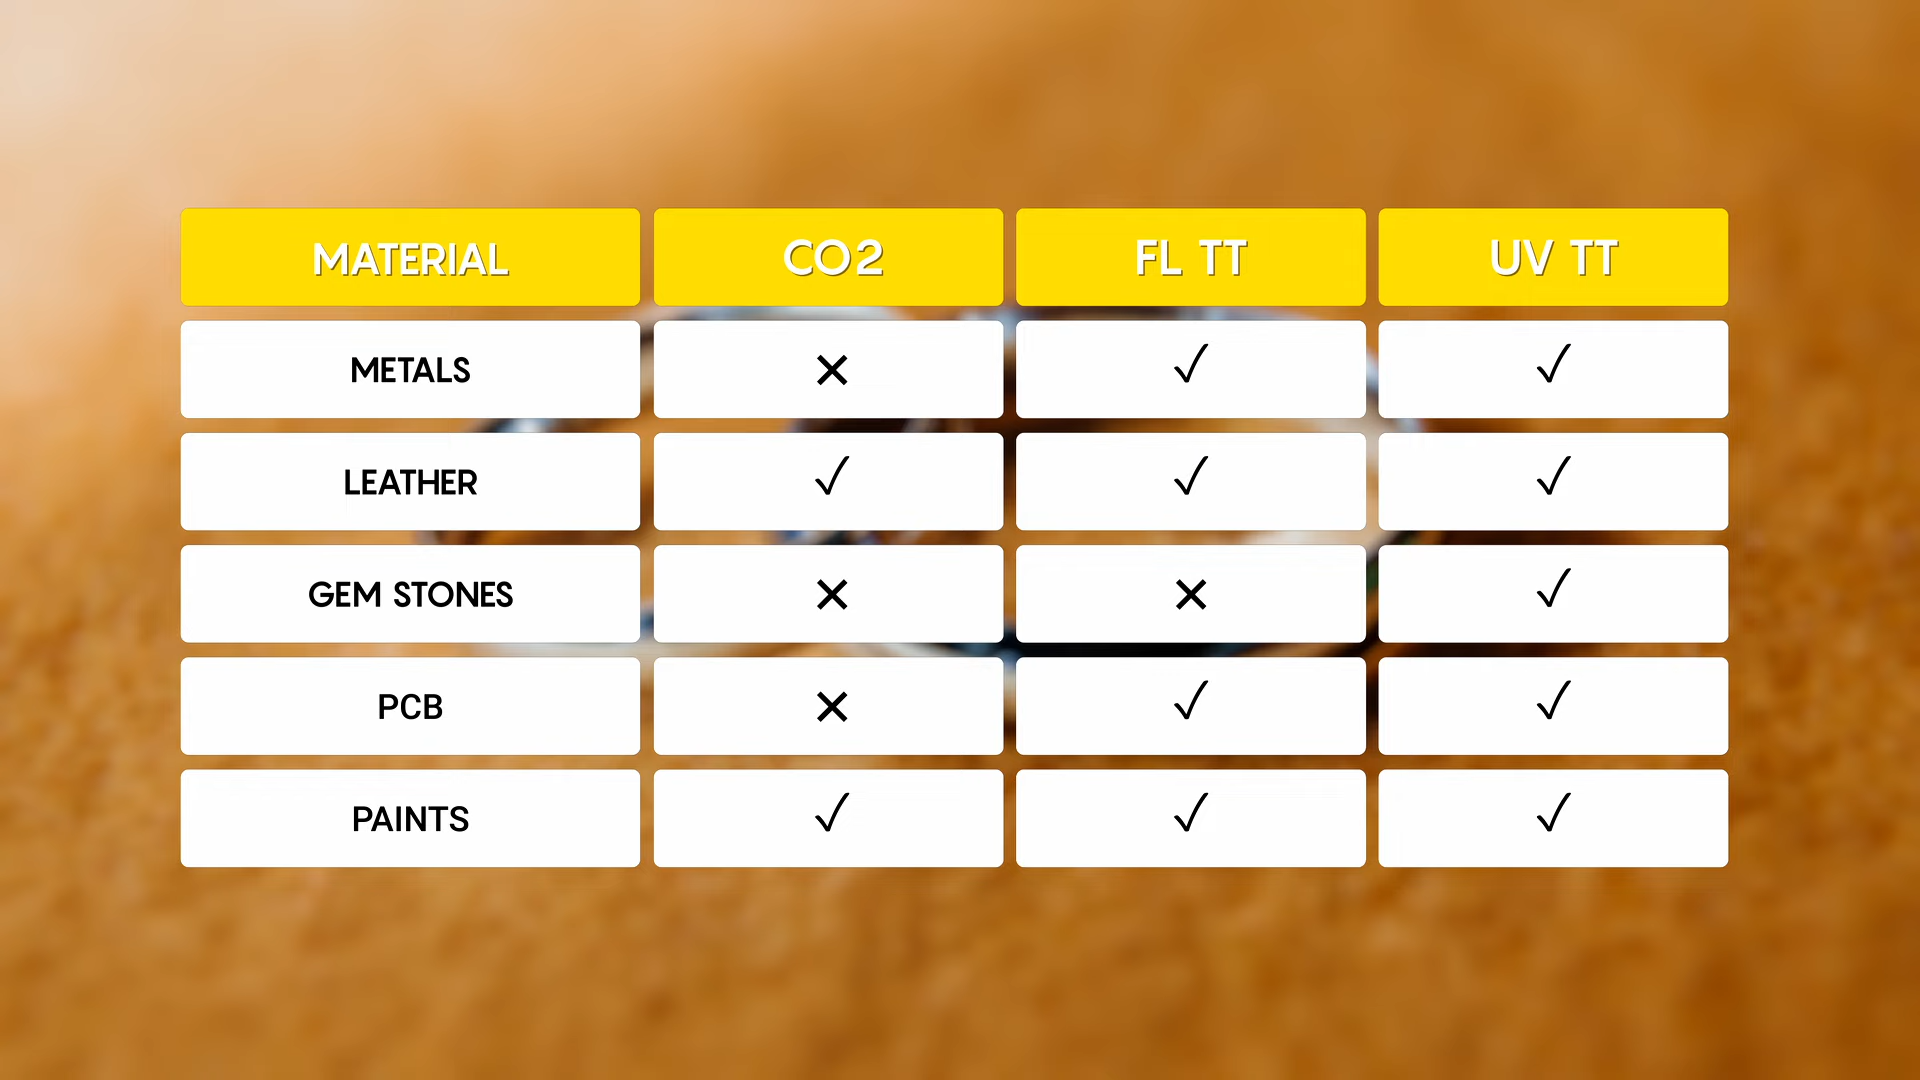 MATERIAL CO2 FL TT UV TT
METALS ✕ ✓ ✓
LEATHER ✓ ✓ ✓
GEM STONES ✕ ✕ ✓
PCB ✕ ✓ ✓
PAINTS ✓ ✓ ✓